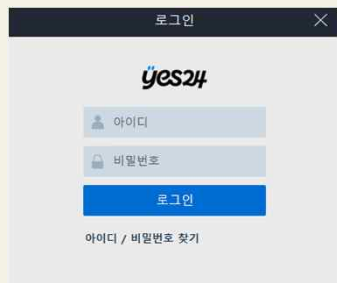 로그인
yes24
아이디
비밀번호
로그인
아이디 / 비밀번호 찾기